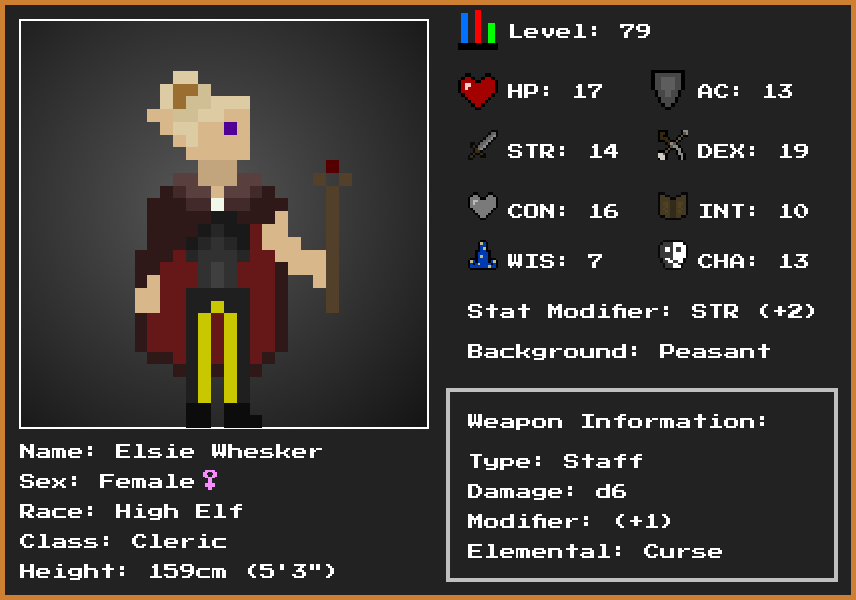 Level: 79
HP: 17 AC: 13
STR: 14 DEX: 19
CON: 16 INT: 10
WIS: 7 CHA: 13
Stat Modifier: STR (+2)
Background: Peasant
Weapon Information:
Type: Staff
Damage: d6
Modifier: (+1)
Elemental: Curse
Name: Elsie Whesker
Sex: Female♀
Race: High Elf
Class: Cleric
Height: 159cm (5'3")